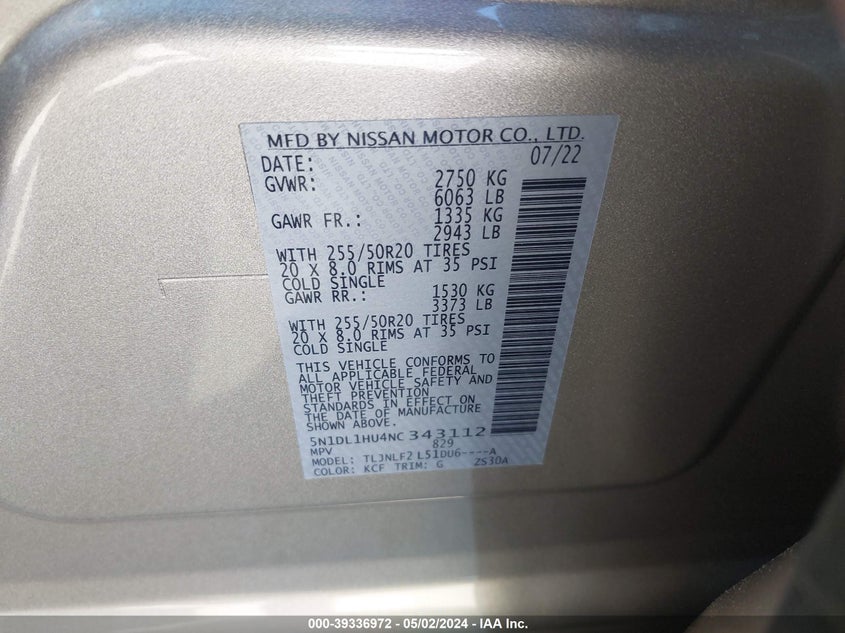 MFD BY NISSAN MOTOR CO., LTD.
DATE: 07/22
GVWR: 2750 KG
6063 LB
GAWR FR.: 1335 KG
2943 LB
WITH 255/50R20 TIRES
20 X 8.0 RIMS AT 35 PSI
COLD SINGLE
GAWR RR.: 1530 KG
3373 LB
WITH 255/50R20 TIRES
20 X 8.0 RIMS AT 35 PSI
COLD SINGLE
THIS VEHICLE CONFORMS TO
ALL APPLICABLE FEDERAL
MOTOR VEHICLE SAFETY AND
THEFT PREVENTION
STANDARDS IN EFFECT ON
THE DATE OF MANUFACTURE
SHOWN ABOVE.
5N1DL1HU4NC 343112
MPV 829
MODEL: TLJNLF2 L51DU6----A
COLOR: KCF TRIM: G ZS30A
000-39336972 - 05/02/2024 - IAA Inc.